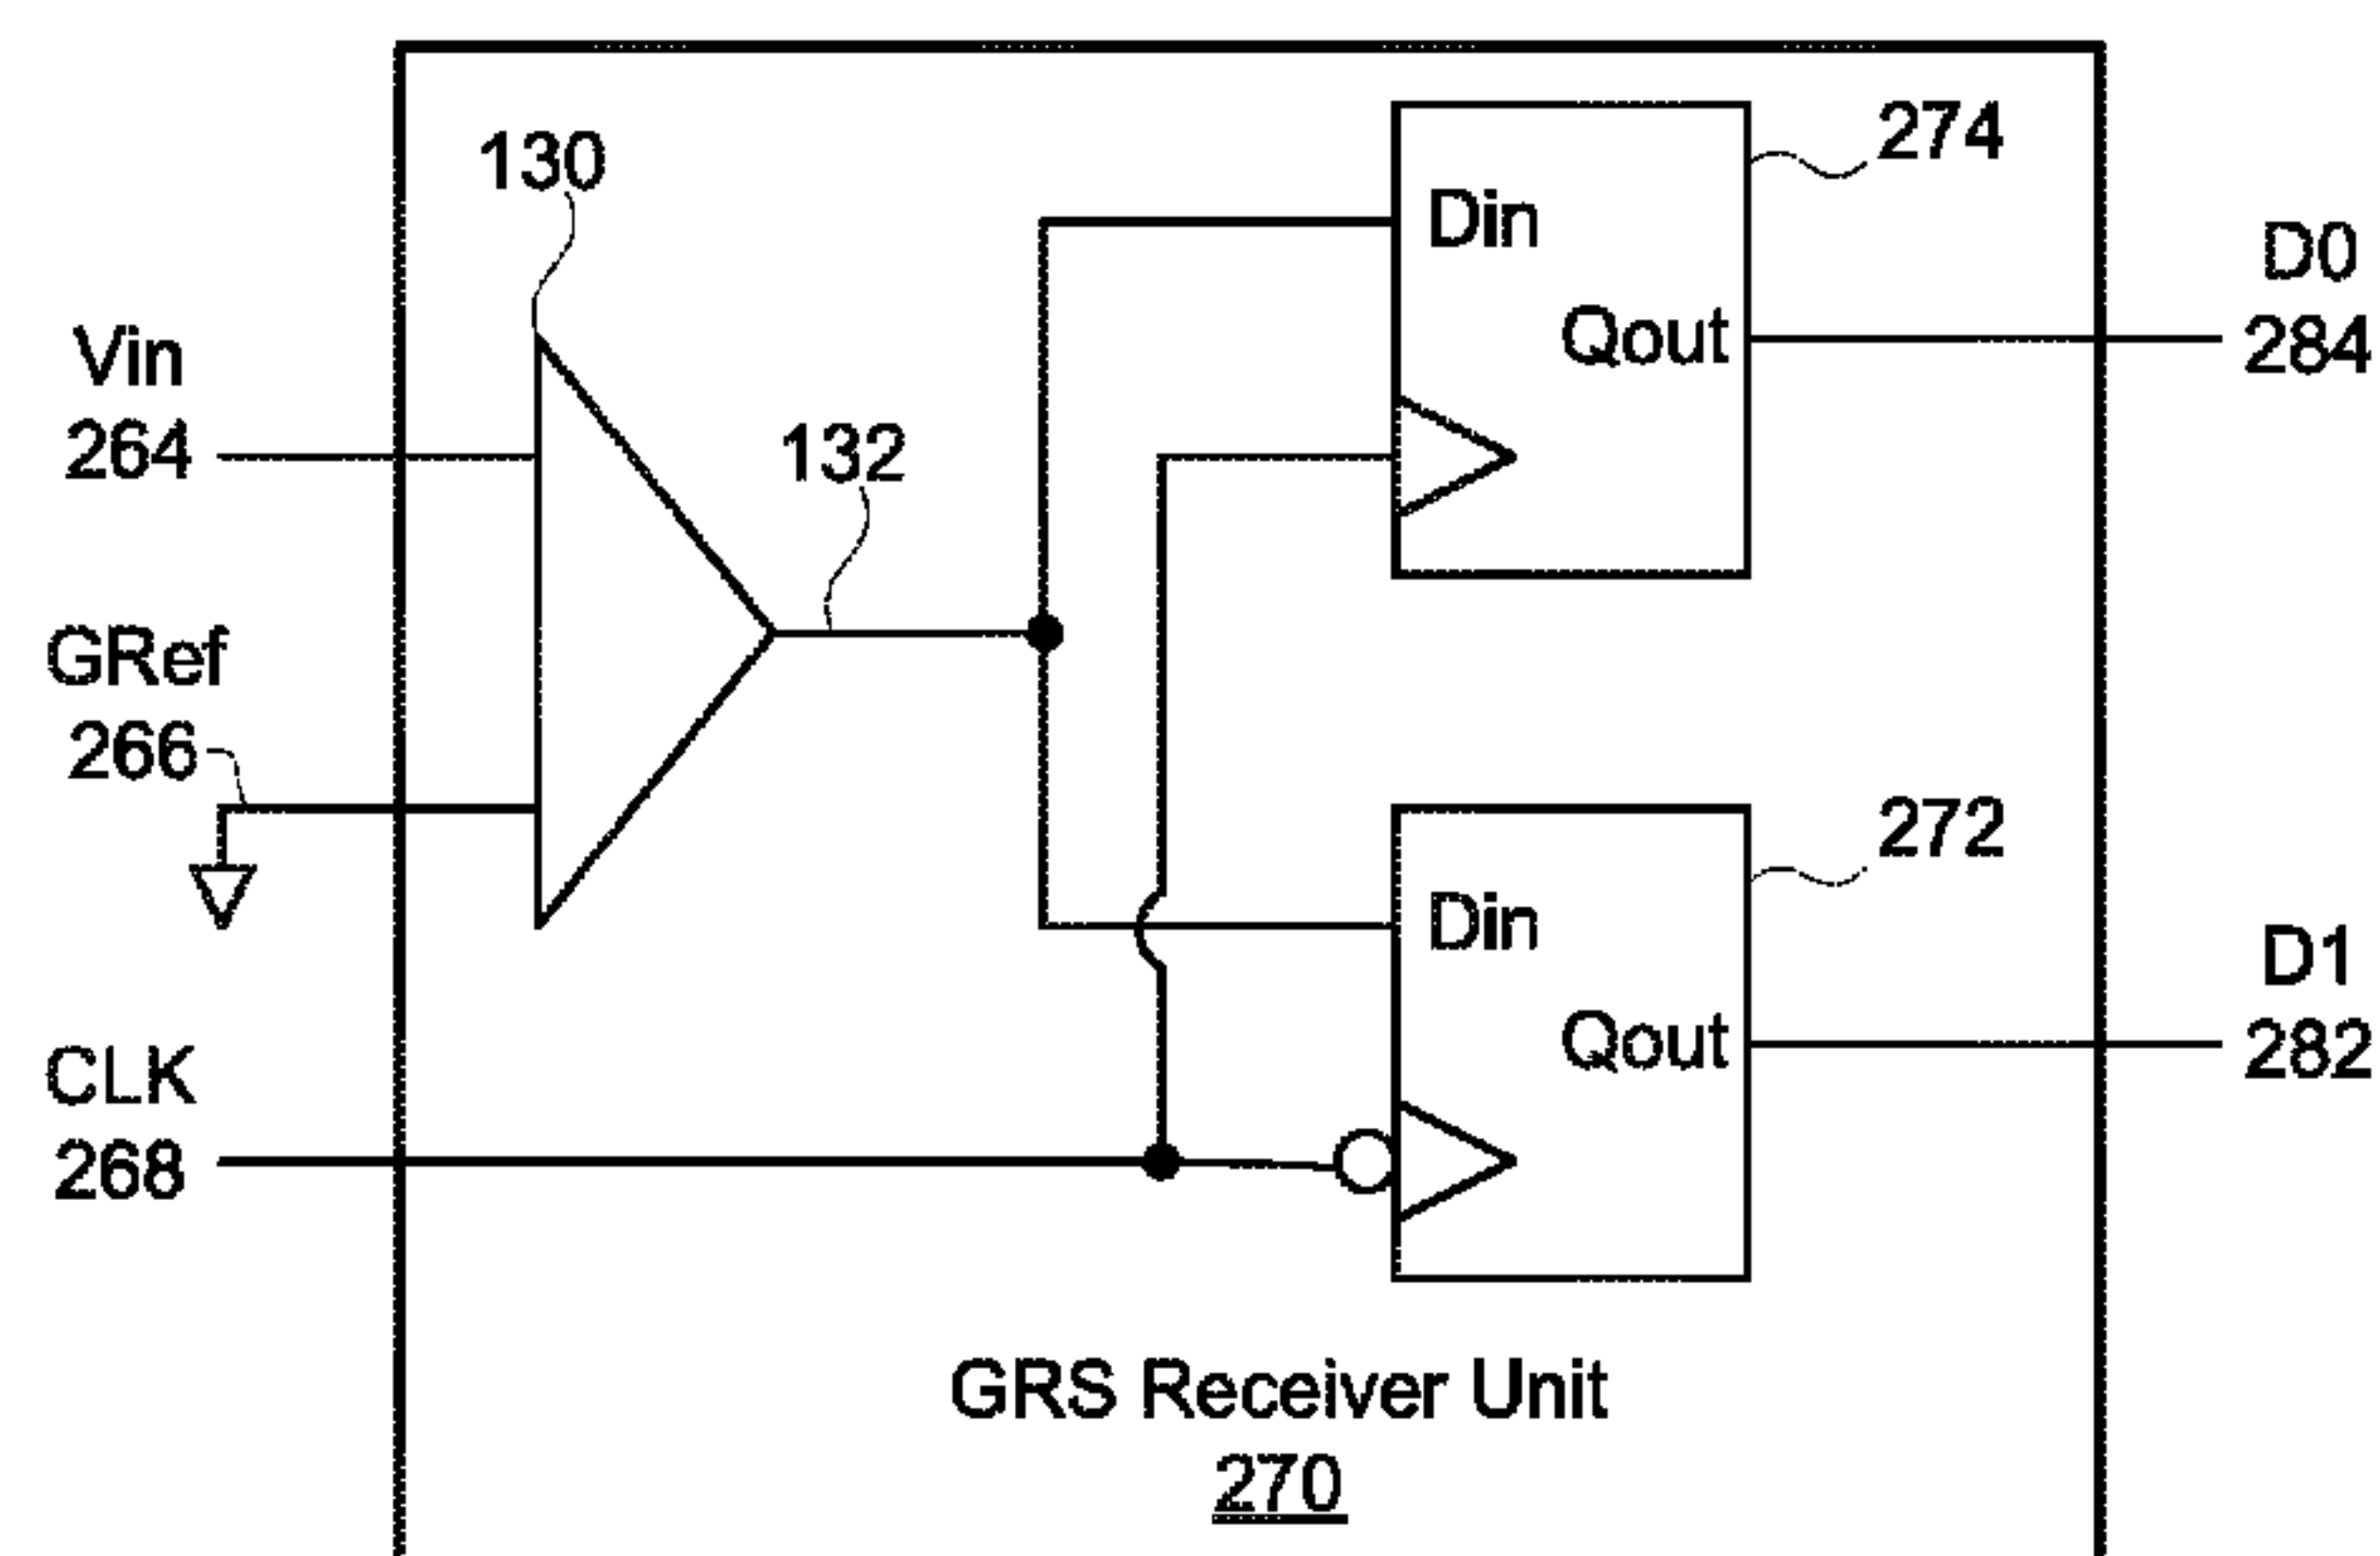 130
274
Din
D0
Qout
284
Vin
264
132
GRef
266
272
Din
D1
Qout
282
CLK
268
GRS Receiver Unit
270